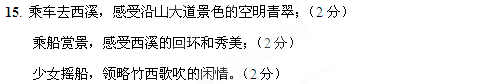 15. 乘车去西溪，感受沿山大道景色的空明青翠；（2分）
乘船赏景，感受西溪的回环和秀美；（2分）
少女摇船，领略竹西歌吹的闲情。（2分）